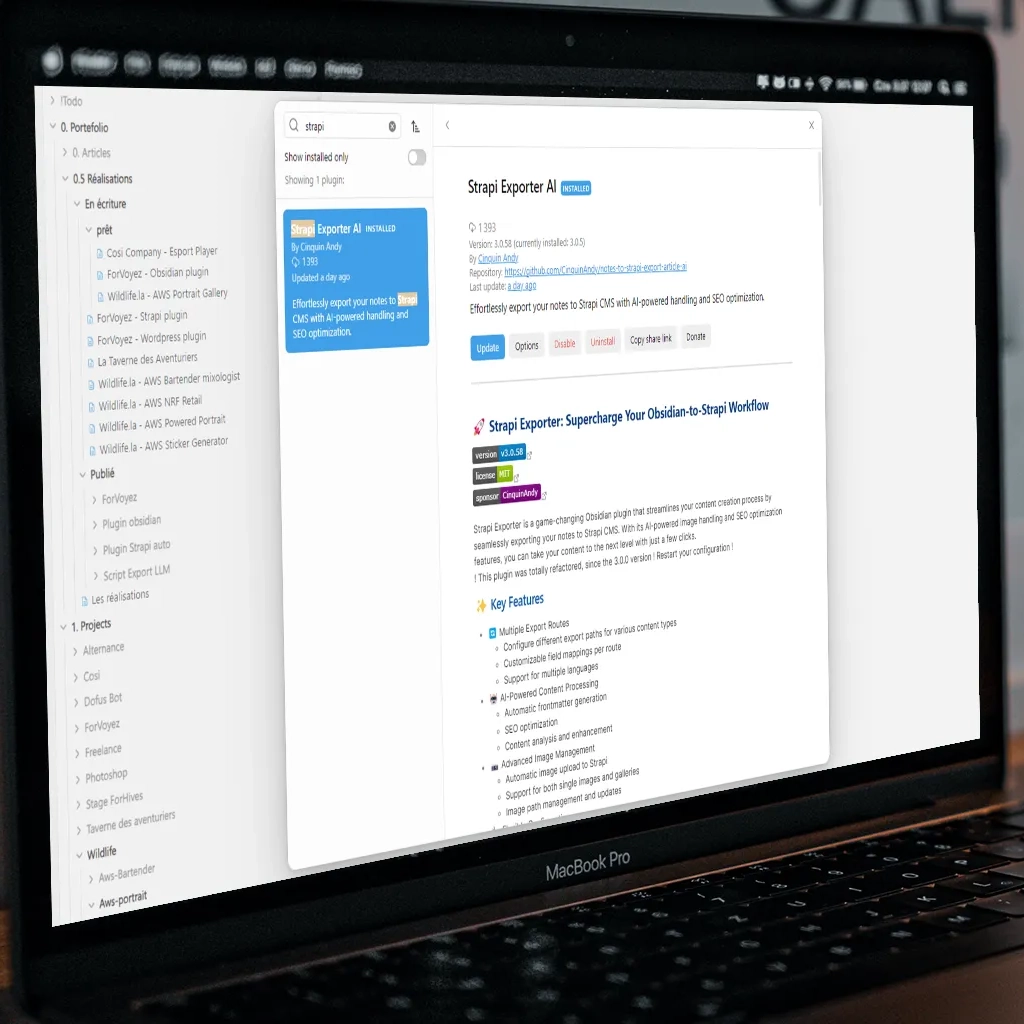 !Todo
0. Portefolio
0. Articles
0.5 Réalisations
En écriture
prêt
Cosi Company - Esport Player
ForVoyez - Obsidian plugin
Wildlife.la - AWS Portrait Gallery
ForVoyez - Strapi plugin
ForVoyez - Wordpress plugin
La Taverne des Aventuriers
Wildlife.la - AWS Bartender mixologist
Wildlife.la - AWS NRF Retail
Wildlife.la - AWS Powered Portrait
Wildlife.la - AWS Sticker Generator
Publié
ForVoyez
Plugin obsidian
Plugin Strapi auto
Script Export LLM
Les réalisations
1. Projects
Alternance
Cosi
Dofus Bot
ForVoyez
Freelance
Photoshop
Stage ForHives
Taverne des aventuriers
Wildlife
Aws-Bartender
Aws-portrait
strapi
Show installed only
Showing 1 plugin:
Strapi Exporter AI INSTALLED
By Cinquin Andy
1393
Updated a day ago
Effortlessly export your notes to Strapi
CMS with AI-powered handling and
SEO optimization.
Strapi Exporter AI INSTALLED
1393
Version: 3.0.58 (currently installed: 3.0.5)
By Cinquin Andy
Repository: https://github.com/CinquinAndy/notes-to-strapi-export-article-ai
Last update: a day ago
Effortlessly export your notes to Strapi CMS with AI-powered handling and SEO optimization.
Update Options Disable Uninstall Copy share link Donate
🚀 Strapi Exporter: Supercharge Your Obsidian-to-Strapi Workflow
version v3.0.58
license MIT
sponsor CinquinAndy
Strapi Exporter is a game-changing Obsidian plugin that streamlines your content creation process by
seamlessly exporting your notes to Strapi CMS. With its AI-powered image handling and SEO optimization
features, you can take your content to the next level with just a few clicks.
! This plugin was totally refactored, since the 3.0.0 version ! Restart your configuration !
✨ Key Features
Multiple Export Routes
Configure different export paths for various content types
Customizable field mappings per route
Support for multiple languages
AI-Powered Content Processing
Automatic frontmatter generation
SEO optimization
Content analysis and enhancement
Advanced Image Management
Automatic image upload to Strapi
Support for both single images and galleries
Image path management and updates
MacBook Pro